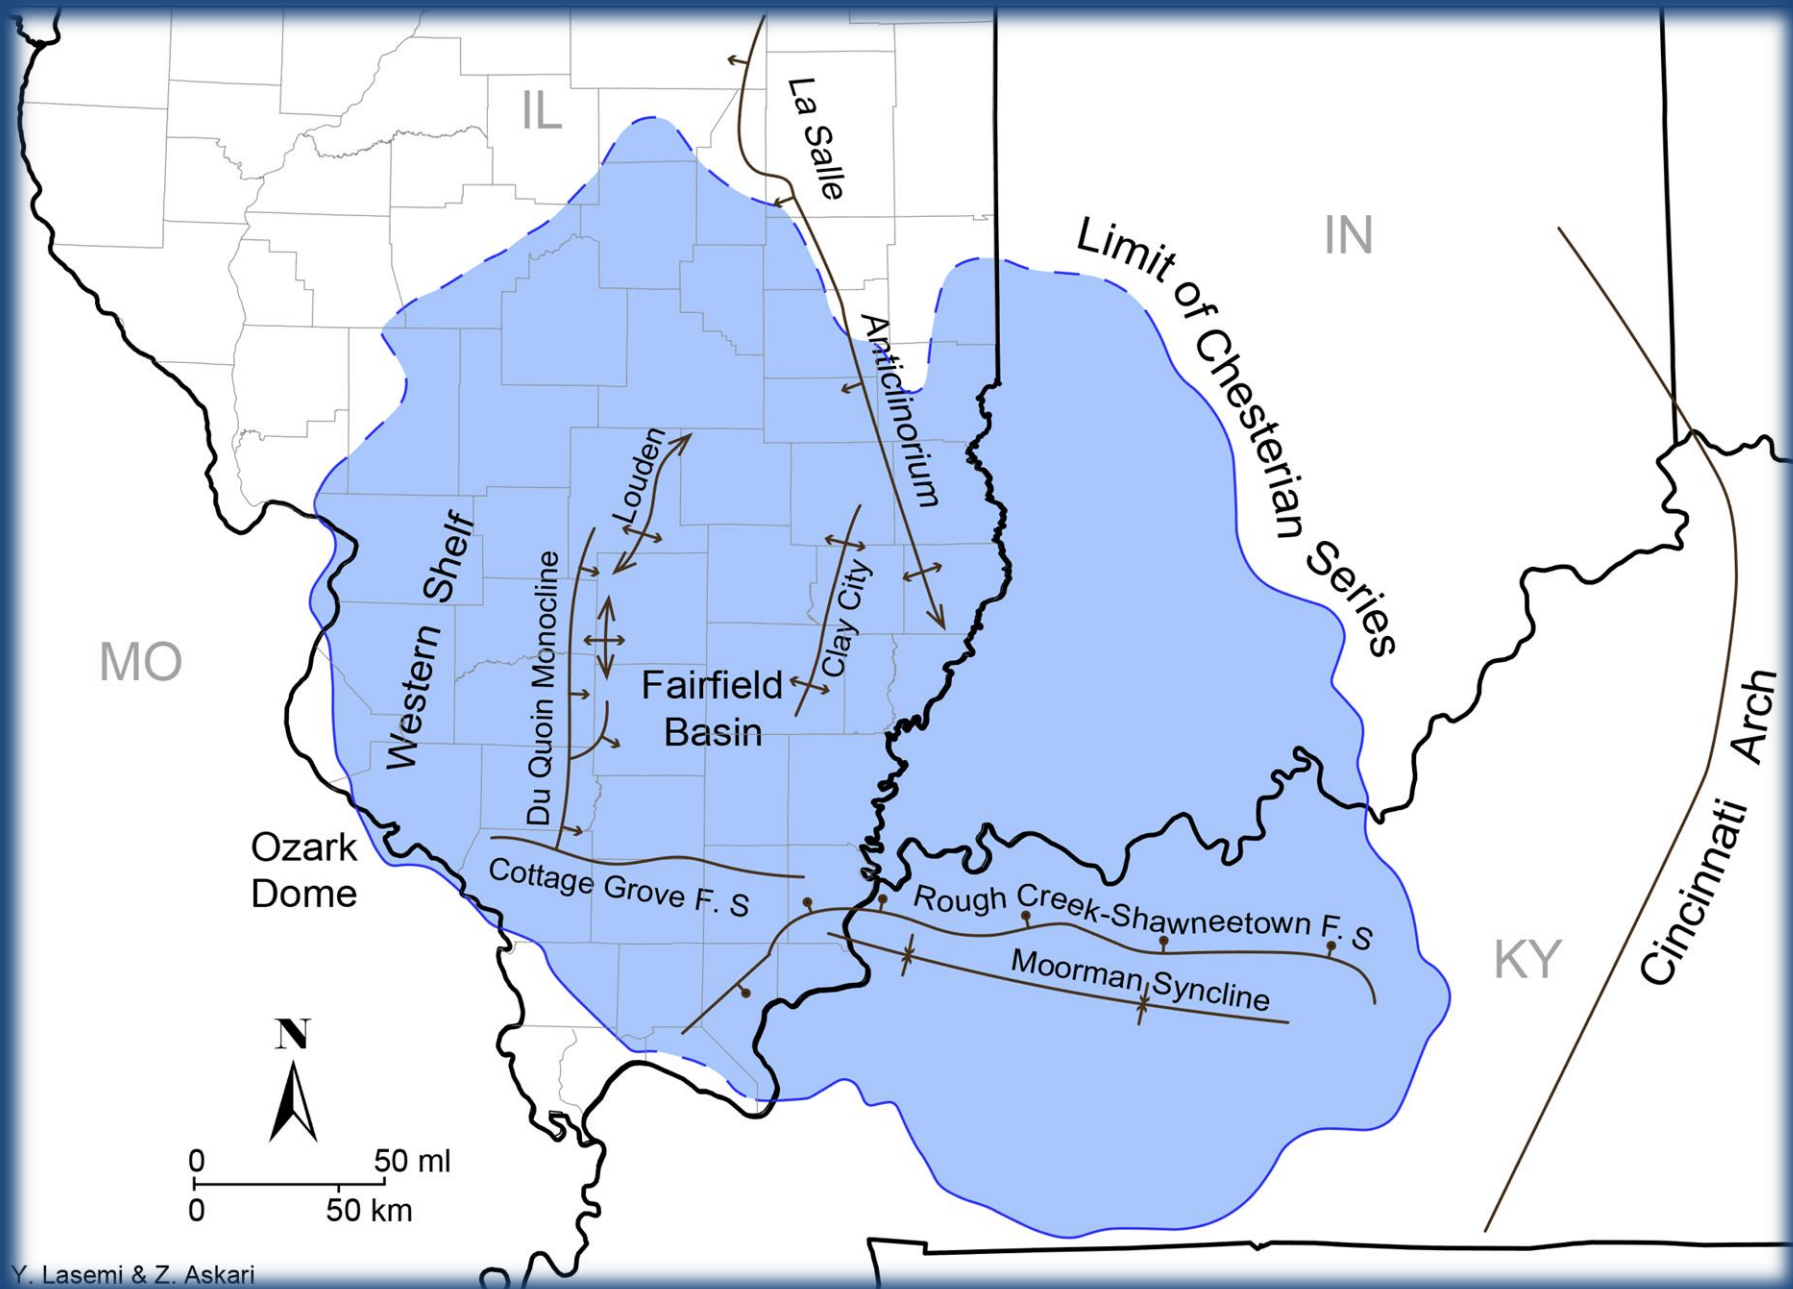 IL
La Salle
Anticlinorium
IN
Limit of Chesterian Series
Louden
Western Shelf
Du Quoin Monocline
Clay City
MO
Fairfield
Basin
Cincinnati Arch
Ozark
Dome
Cottage Grove F. S
Rough Creek-Shawneetown F. S
Moorman Syncline
KY
N
0 50 ml
0 50 km
Y. Lasemi & Z. Askari